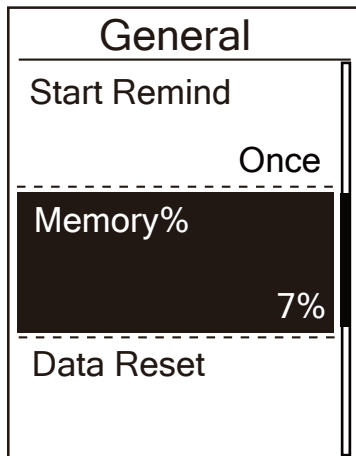 General
Start Remind
Once
Memory%
7%
Data Reset